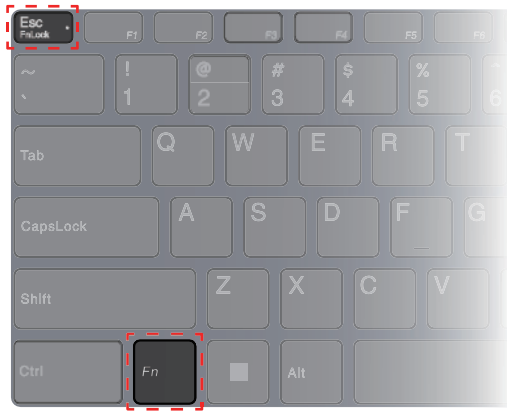 Esc
FnLock
F1 F2 F3 F4 F5 F6
~ ! @ # $ % ^
` 1 2 3 4 5 6
Tab Q W E R T
CapsLock A S D F G
Shift Z X C V
Ctrl Fn Alt